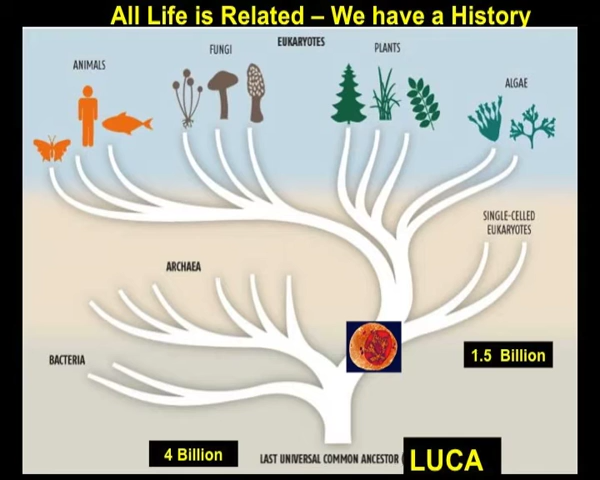 All Life is Related – We have a History
EUKARYOTES
FUNGI
PLANTS
ANIMALS
ALGAE
SINGLE-CELLED
EUKARYOTES
ARCHAEA
1.5 Billion
BACTERIA
4 Billion
LAST UNIVERSAL COMMON ANCESTOR (
LUCA